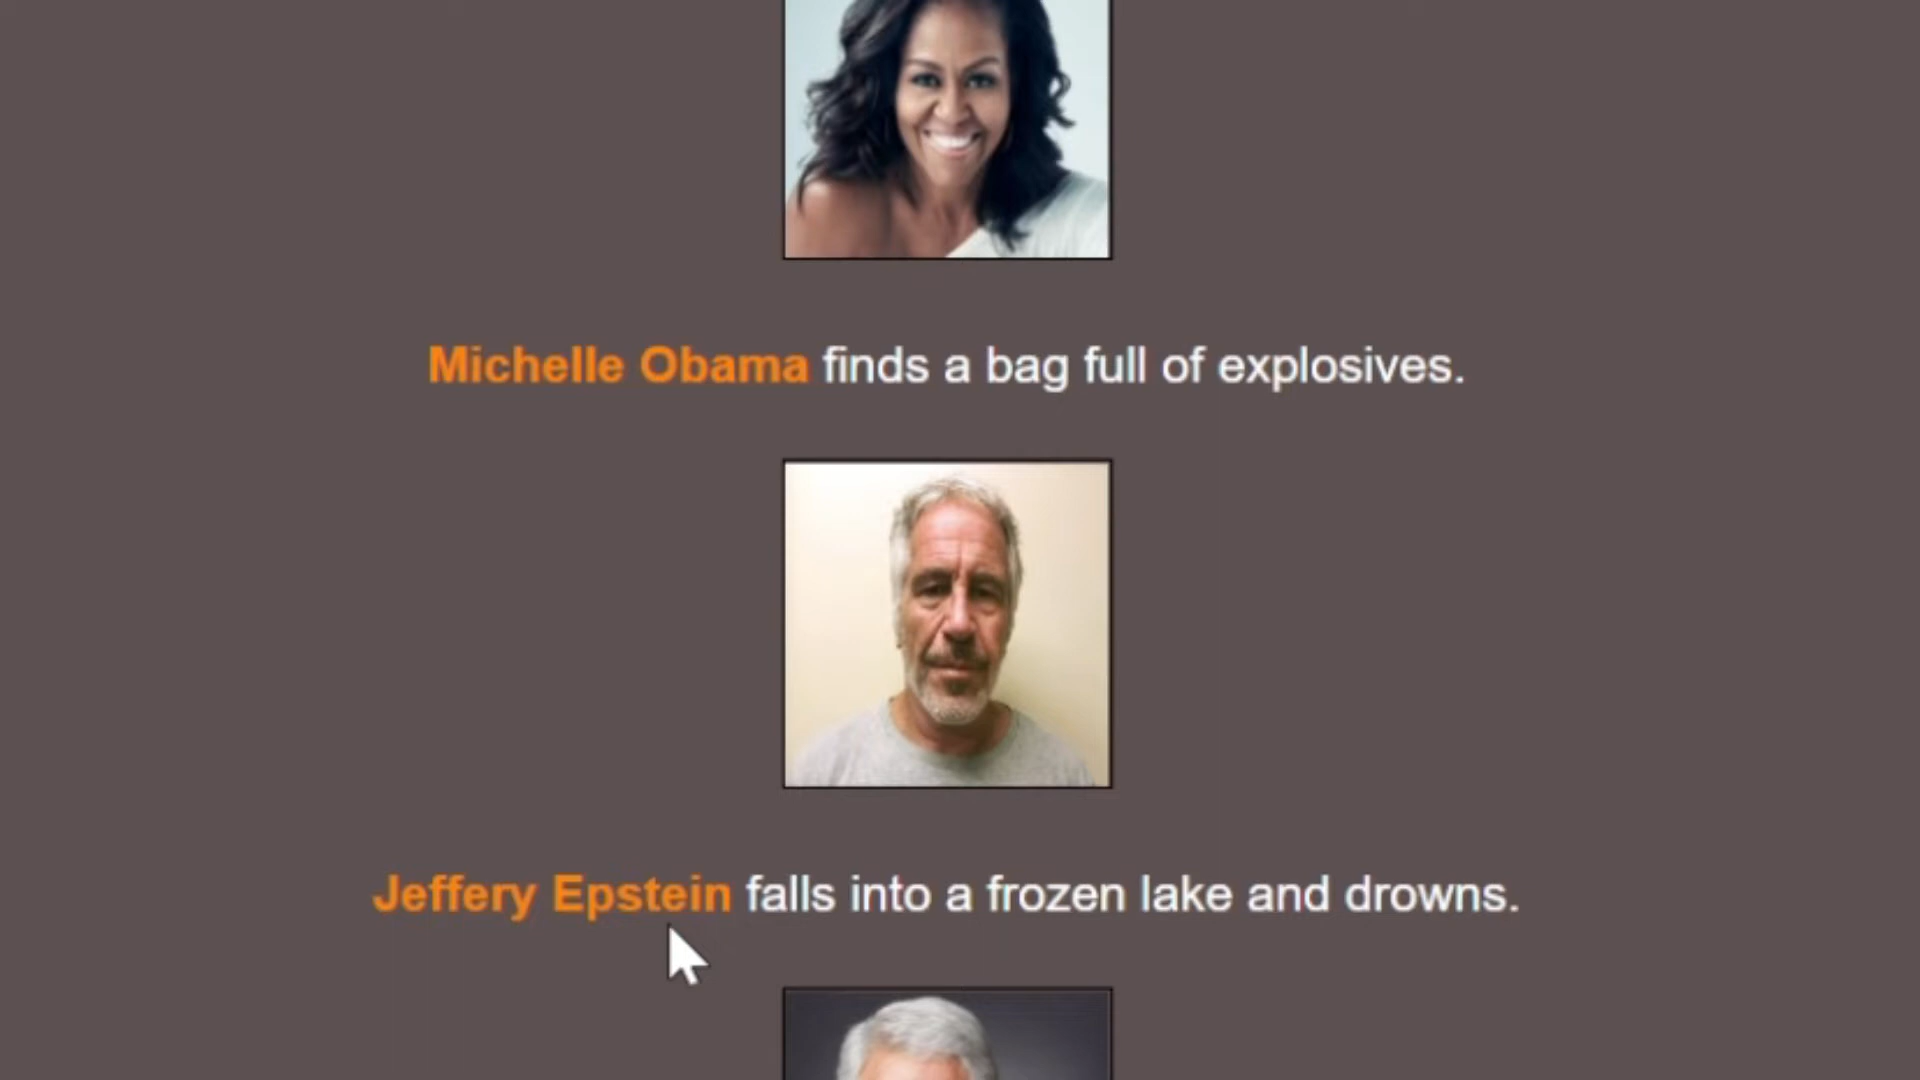 Michelle Obama finds a bag full of explosives.
Jeffery Epstein falls into a frozen lake and drowns.